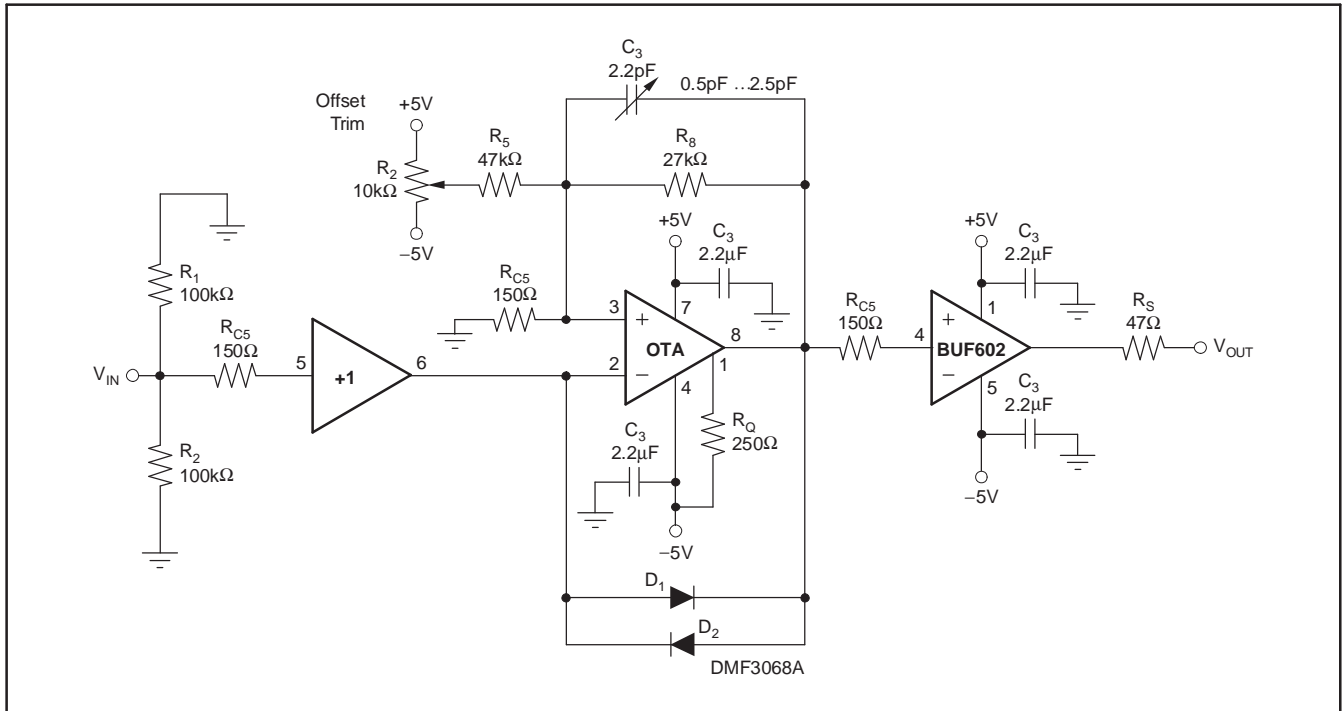 C3
2.2pF
0.5pF ...2.5pF
Offset
Trim
+5V
R2
10kΩ
−5V
R5
47kΩ
R8
27kΩ
R1
100kΩ
RC5
150Ω
VIN
5
+1
6
R2
100kΩ
RC5
150Ω
+5V
C3
2.2µF
3
+
7
OTA
8
2
−
4
1
C3
2.2µF
RQ
250Ω
−5V
RC5
150Ω
+5V
C3
2.2µF
1
4
+
BUF602
−
5
RS
47Ω
VOUT
C3
2.2µF
−5V
D1
D2
DMF3068A